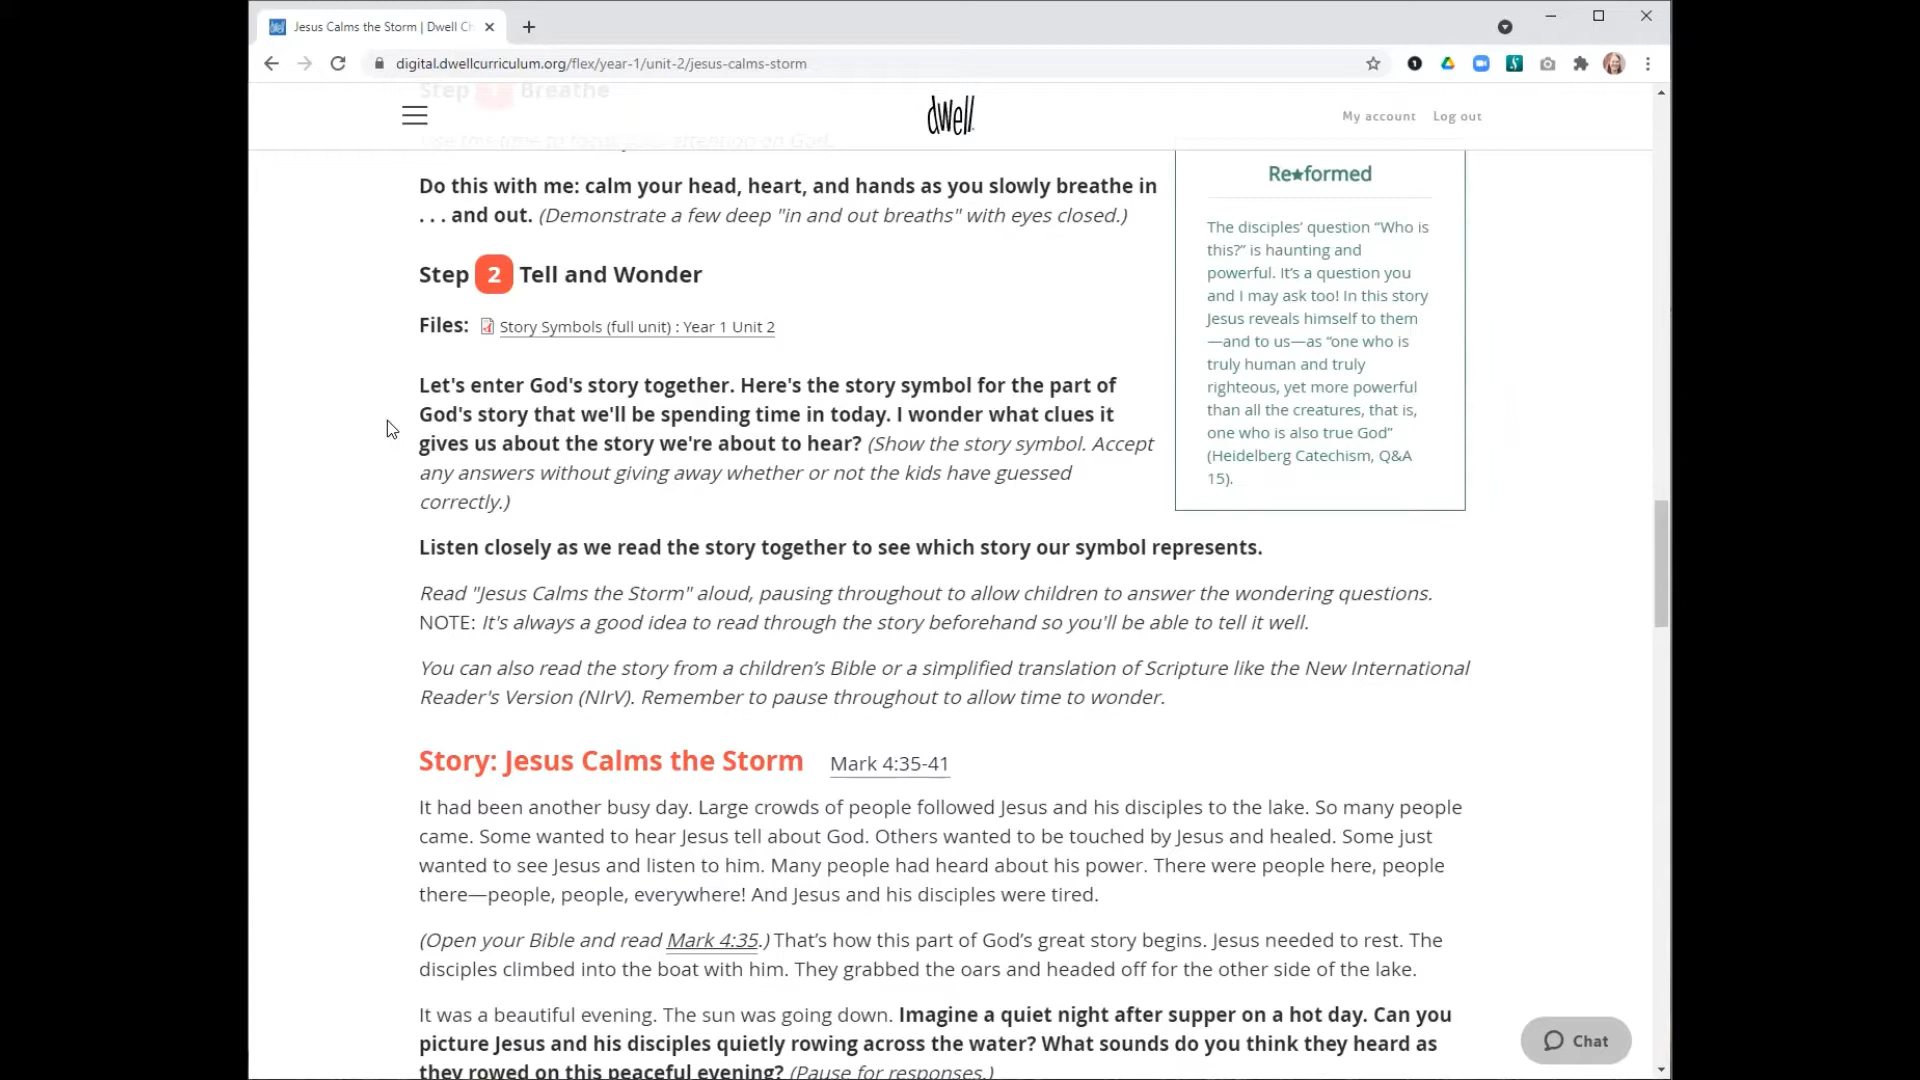 Jesus Calms the Storm | Dwell C
digital.dwellcurriculum.org/flex/year-1/unit-2/jesus-calms-storm
dwell
My account
Log out
Step 1 Breathe
Do this with me: calm your head, heart, and hands as you slowly breathe in
. . . and out. (Demonstrate a few deep "in and out breaths" with eyes closed.)
Step 2 Tell and Wonder
Files: Story Symbols (full unit) : Year 1 Unit 2
Let's enter God's story together. Here's the story symbol for the part of
God's story that we'll be spending time in today. I wonder what clues it
gives us about the story we're about to hear? (Show the story symbol. Accept
any answers without giving away whether or not the kids have guessed
correctly.)
Re★formed
The disciples’ question “Who is
this?” is haunting and
powerful. It’s a question you
and I may ask too! In this story
Jesus reveals himself to them
—and to us—as “one who is
truly human and truly
righteous, yet more powerful
than all the creatures, that is,
one who is also true God”
(Heidelberg Catechism, Q&A
15).
Listen closely as we read the story together to see which story our symbol represents.
Read "Jesus Calms the Storm" aloud, pausing throughout to allow children to answer the wondering questions.
NOTE: It's always a good idea to read through the story beforehand so you'll be able to tell it well.
You can also read the story from a children’s Bible or a simplified translation of Scripture like the New International
Reader's Version (NIrV). Remember to pause throughout to allow time to wonder.
Story: Jesus Calms the Storm Mark 4:35-41
It had been another busy day. Large crowds of people followed Jesus and his disciples to the lake. So many people
came. Some wanted to hear Jesus tell about God. Others wanted to be touched by Jesus and healed. Some just
wanted to see Jesus and listen to him. Many people had heard about his power. There were people here, people
there—people, people, everywhere! And Jesus and his disciples were tired.
(Open your Bible and read Mark 4:35.) That’s how this part of God’s great story begins. Jesus needed to rest. The
disciples climbed into the boat with him. They grabbed the oars and headed off for the other side of the lake.
It was a beautiful evening. The sun was going down. Imagine a quiet night after supper on a hot day. Can you
picture Jesus and his disciples quietly rowing across the water? What sounds do you think they heard as
they rowed on this peaceful evening? (Pause for responses.)
Chat